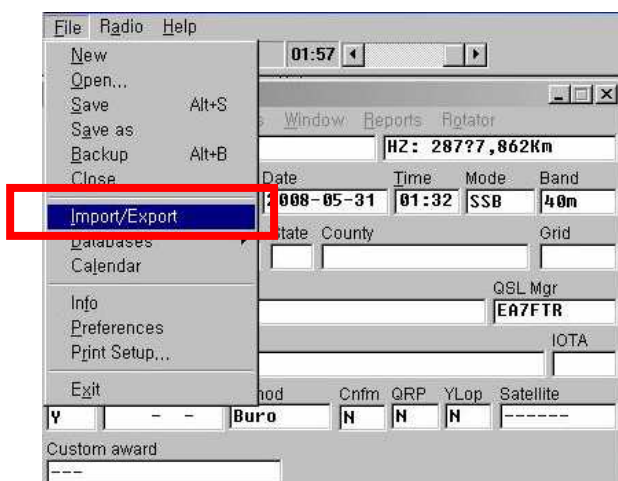 File Radio Help
New
01:57
Open...
Save Alt+S
Save as
Window Reports Rotator
Backup Alt+B
HZ: 287?7,862Km
Close
Date Time Mode Band
Import/Export
2008-05-31 01:32 SSB 40m
Databases
State County Grid
Calendar
Info
QSL Mgr
EA7FTR
Preferences
Print Setup...
IOTA
Exit
Cnfm QRP YLop Satellite
Y - - Buro N N N ------
Custom award
---